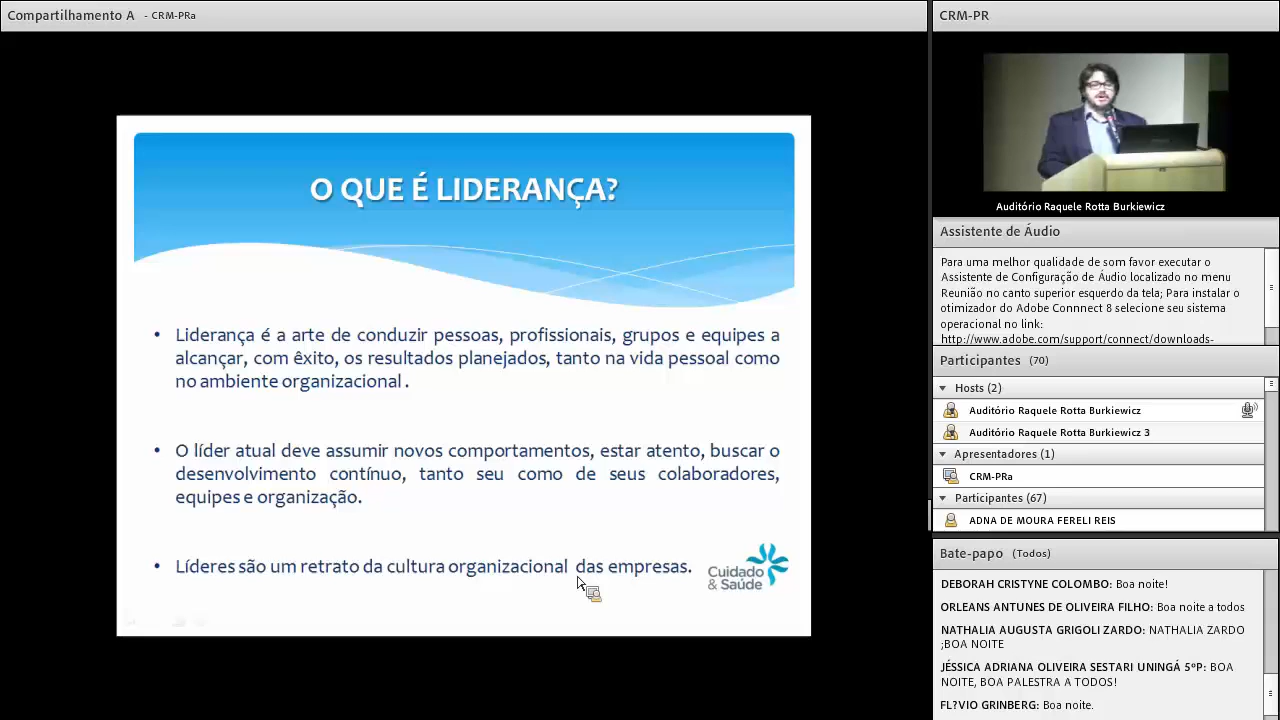 Compartilhamento A - CRM-PRa
O QUE É LIDERANÇA?
• Liderança é a arte de conduzir pessoas, profissionais, grupos e equipes a
alcançar, com êxito, os resultados planejados, tanto na vida pessoal como
no ambiente organizacional .
• O líder atual deve assumir novos comportamentos, estar atento, buscar o
desenvolvimento contínuo, tanto seu como de seus colaboradores,
equipes e organização.
• Líderes são um retrato da cultura organizacional das empresas.
Cuidado
& Saúde
CRM-PR
Auditório Raquele Rotta Burkiewicz
Assistente de Áudio
Para uma melhor qualidade de som favor executar o
Assistente de Configuração de Áudio localizado no menu
Reunião no canto superior esquerdo da tela; Para instalar o
otimizador do Adobe Connnect 8 selecione seu sistema
operacional no link:
http://www.adobe.com/support/connect/downloads-
Participantes (70)
Hosts (2)
Auditório Raquele Rotta Burkiewicz
Auditório Raquele Rotta Burkiewicz 3
Apresentadores (1)
CRM-PRa
Participantes (67)
ADNA DE MOURA FERELI REIS
Bate-papo (Todos)
DEBORAH CRISTYNE COLOMBO: Boa noite!
ORLEANS ANTUNES DE OLIVEIRA FILHO: Boa noite a todos
NATHALIA AUGUSTA GRIGOLI ZARDO: NATHALIA ZARDO
;BOA NOITE
JÉSSICA ADRIANA OLIVEIRA SESTARI UNINGÁ 5ºP: BOA
NOITE, BOA PALESTRA A TODOS!
FL?VIO GRINBERG: Boa noite.